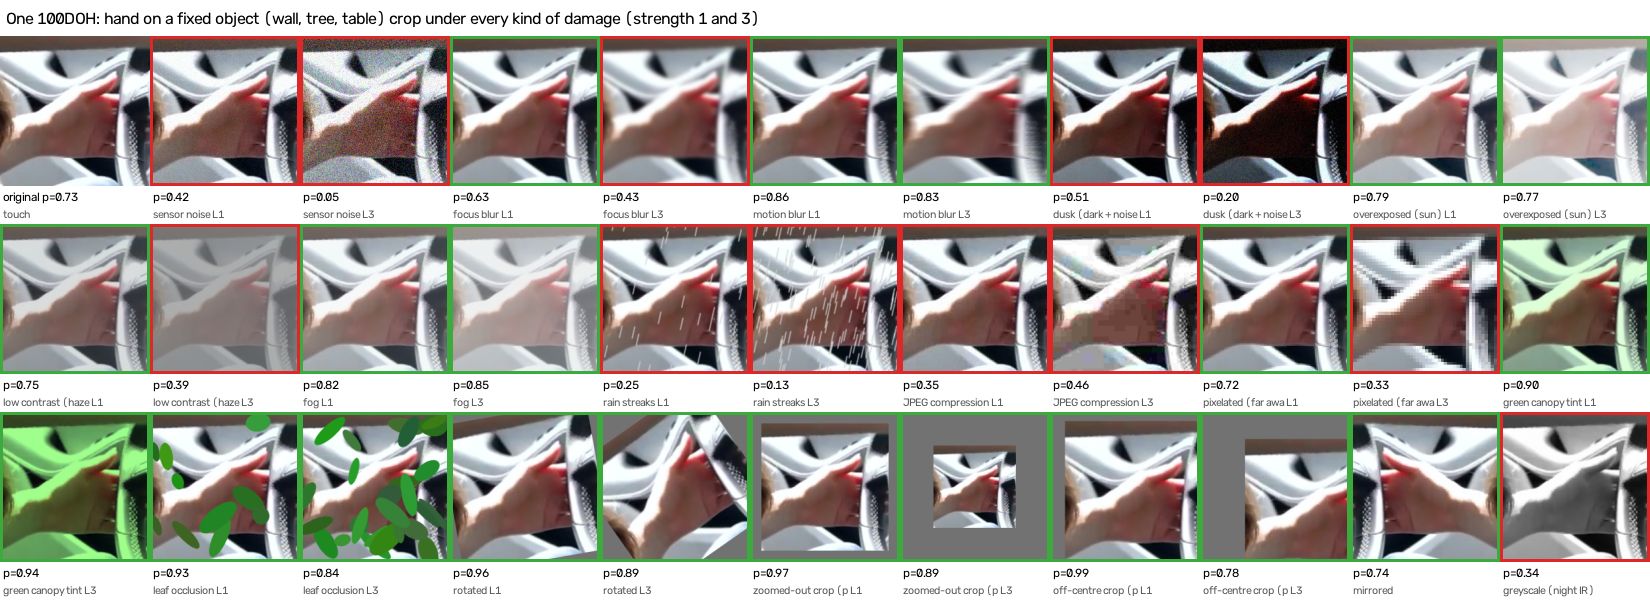 One 100DOH: hand on a fixed object (wall, tree, table) crop under every kind of damage (strength 1 and 3)
original p=0.73 p=0.42 p=0.05 p=0.63 p=0.43 p=0.86 p=0.83 p=0.51 p=0.20 p=0.79 p=0.77
touch sensor noise L1 sensor noise L3 focus blur L1 focus blur L3 motion blur L1 motion blur L3 dusk (dark + noise L1 dusk (dark + noise L3 overexposed (sun) L1 overexposed (sun) L3
p=0.75 p=0.39 p=0.82 p=0.85 p=0.25 p=0.13 p=0.35 p=0.46 p=0.72 p=0.33 p=0.90
low contrast (haze L1 low contrast (haze L3 fog L1 fog L3 rain streaks L1 rain streaks L3 JPEG compression L1 JPEG compression L3 pixelated (far awa L1 pixelated (far awa L3 green canopy tint L1
p=0.94 p=0.93 p=0.84 p=0.96 p=0.89 p=0.97 p=0.89 p=0.99 p=0.78 p=0.74 p=0.34
green canopy tint L3 leaf occlusion L1 leaf occlusion L3 rotated L1 rotated L3 zoomed-out crop (p L1 zoomed-out crop (p L3 off-centre crop (p L1 off-centre crop (p L3 mirrored greyscale (night IR)